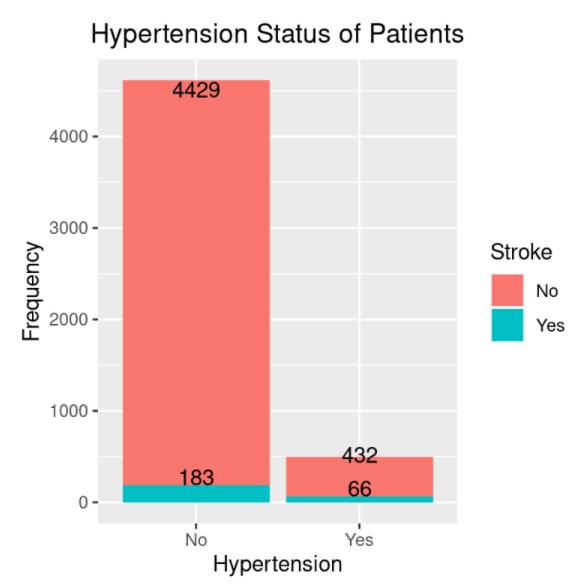 Hypertension Status of Patients
4429
4000
3000
2000
1000
0
183
432
66
Frequency
No
Yes
Hypertension
Stroke
No
Yes